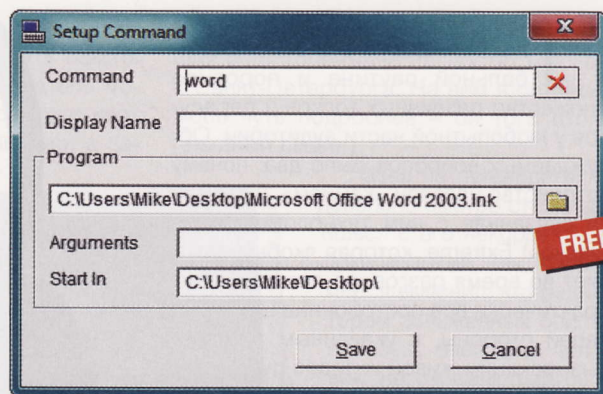 Setup Command
Command word
Display Name
Program
C:\Users\Mike\Desktop\Microsoft Office Word 2003.lnk
Arguments
FREE
Start In C:\Users\Mike\Desktop\
Save Cancel